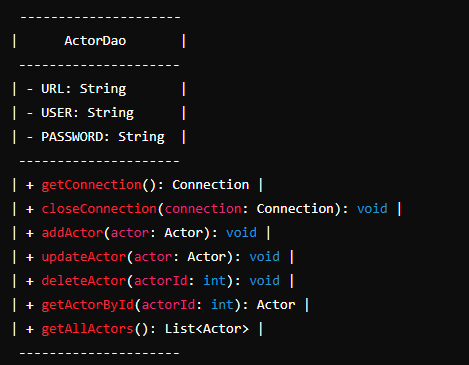 ---------------------
|      ActorDao       |
---------------------
| - URL: String       |
| - USER: String      |
| - PASSWORD: String  |
---------------------
| + getConnection(): Connection |
| + closeConnection(connection: Connection): void |
| + addActor(actor: Actor): void |
| + updateActor(actor: Actor): void |
| + deleteActor(actorId: int): void |
| + getActorById(actorId: int): Actor |
| + getAllActors(): List<Actor> |
---------------------